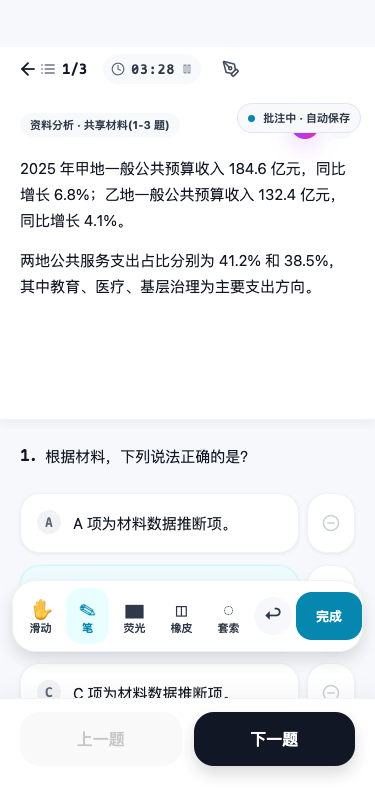 1/3 03:28
批注中 · 自动保存
资料分析 · 共享材料(1-3 题)
2025 年甲地一般公共预算收入 184.6 亿元，同比
增长 6.8%；乙地一般公共预算收入 132.4 亿元，
同比增长 4.1%。
两地公共服务支出占比分别为 41.2% 和 38.5%，
其中教育、医疗、基层治理为主要支出方向。
1. 根据材料，下列说法正确的是?
A A 项为材料数据推断项。
滑动 笔 荧光 橡皮 套索 完成
C C 项为材料数据推断项。
上一题 下一题